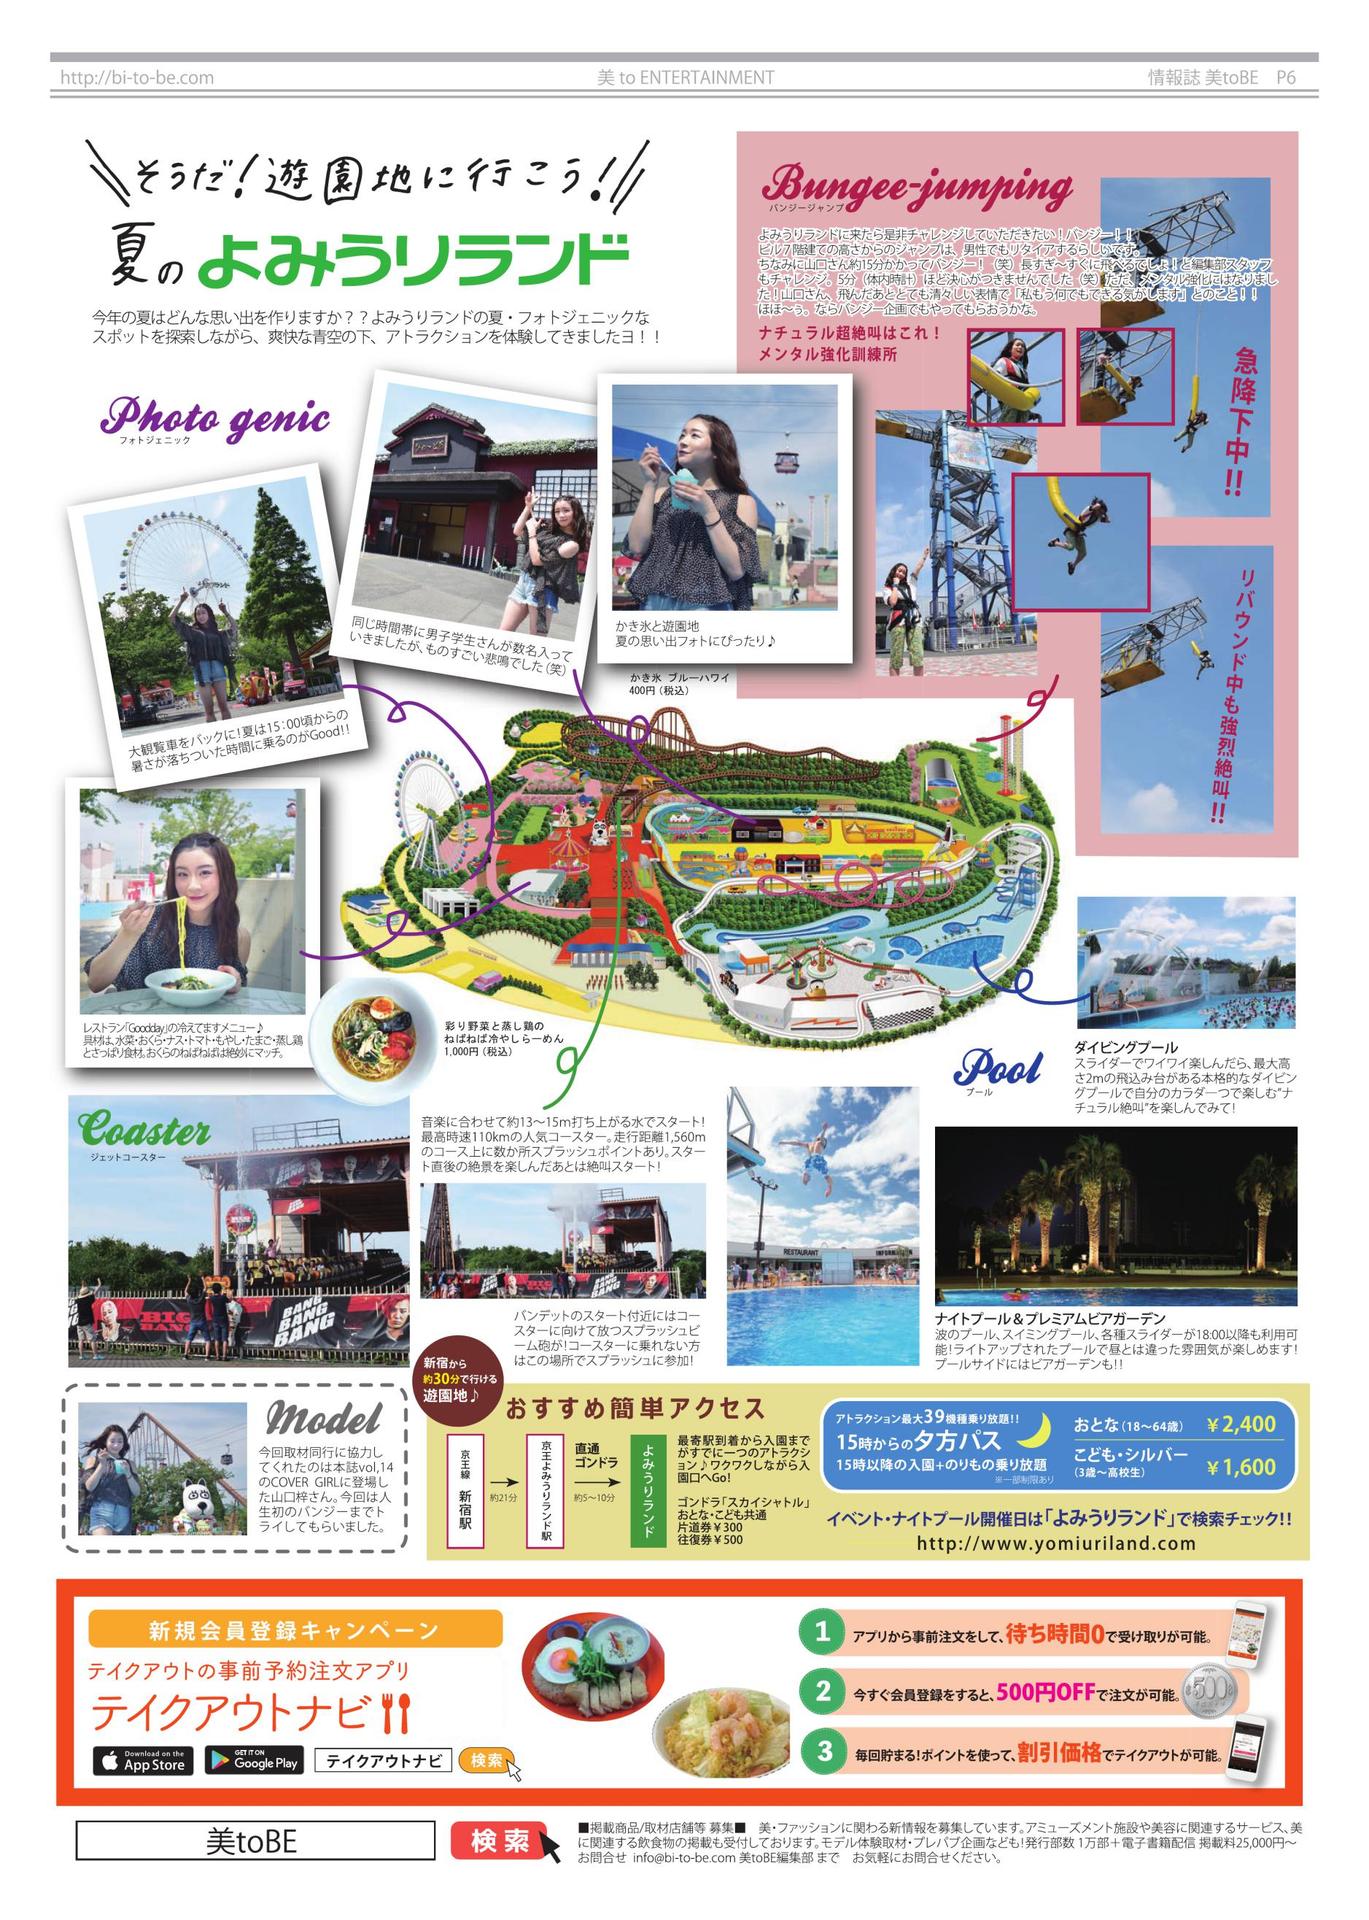 http://bi-to-be.com
美 to ENTERTAINMENT
情報誌 美toBE P6
そうだ!遊園地に行こう!
夏の よみうりランド
今年の夏はどんな思い出を作りますか？？よみうりランドの夏・フォトジェニックな
スポットを探索しながら、爽快な青空の下、アトラクションを体験してきましたヨ！！
Bungee-jumping
バンジージャンプ
よみうりランドに来たら是非チャレンジしていただきたい！バンジー！！
ビル７階建ての高さからのジャンプは、男性でもリタイアするらしいです。
ちなみに山口さん約15分かかってバンジー！（笑）長すぎ〜すぐに飛べるでしょ！と編集部スタッフ
もチャレンジ。5分（体内時計）ほど決心がつきませんでした（笑）ただ、メンタル強化にはなりまし
た！山口さん、飛んだあととても清々しい表情で「私もう何でもできる気がします」とのこと！！
ほほ〜ぅ。ならバンジー企画でもやってもらおうかな。
ナチュラル超絶叫はこれ！
メンタル強化訓練所
急降下中!!
リバウンド中も強烈絶叫!!
Photo genic
フォトジェニック
大観覧車をバックに!夏は15:00頃からの
暑さが落ちついた時間に乗るのがGood!!
同じ時間帯に男子学生さんが数名入って
いきましたが、ものすごい悲鳴でした（笑）
かき氷と遊園地
夏の思い出フォトにぴったり♪
かき氷 ブルーハワイ
400円（税込）
レストラン「Goodday」の冷えてますメニュー♪
具材は、水菜・おくら・ナス・トマト・もやし・たまご・蒸し鶏
とさっぱり食材。おくらのねばねばは絶妙にマッチ。
彩り野菜と蒸し鶏の
ねばねば冷やしらーめん
1,000円（税込）
Pool
プール
ダイビングプール
スライダーでワイワイ楽しんだら、最大高
さ2mの飛込み台がある本格的なダイビン
グプールで自分のカラダ一つで楽しむ"ナ
チュラル絶叫"を楽しんでみて!
Coaster
ジェットコースター
音楽に合わせて約13〜15m打ち上がる水でスタート!
最高時速110kmの人気コースター。走行距離1,560m
のコース上に数か所スプラッシュポイントあり。スター
ト直後の絶景を楽しんだあとは絶叫スタート!
BIG BANG
BANG
BANG
BANG
RESTAURANT
INFORMATION
バンデットのスタート付近にはコー
スターに向けて放つスプラッシュビ
ーム砲が!コースターに乗れない方
はこの場所でスプラッシュに参加!
ナイトプール＆プレミアムビアガーデン
波のプール、スイミングプール、各種スライダーが18:00以降も利用可
能!ライトアップされたプールで昼とは違った雰囲気が楽しめます!
プールサイドにはビアガーデンも!!
Model
今回取材同行に協力し
てくれたのは本誌vol,14
のCOVER GIRLに登場し
た山口梓さん。今回は人
生初のバンジーまでト
ライしてもらいました。
新宿から
約30分で行ける
遊園地♪
おすすめ簡単アクセス
京王線 新宿駅
約21分
京王よみうりランド駅
直通
ゴンドラ
約5〜10分
よみうりランド
最寄駅到着から入園まで
がすでに一つのアトラクシ
ョン♪ワクワクしながら入
園口へGo!
ゴンドラ「スカイシャトル」
おとな・こども共通
片道券￥300
往復券￥500
アトラクション最大39機種乗り放題!!
15時からの夕方パス
15時以降の入園+のりもの乗り放題
※一部制限あり
おとな（18〜64歳） ￥2,400
こども・シルバー
（3歳〜高校生） ￥1,600
イベント・ナイトプール開催日は「よみうりランド」で検索チェック!!
http://www.yomiuriland.com
新規会員登録キャンペーン
テイクアウトの事前予約注文アプリ
テイクアウトナビ
Download on the
App Store
GET IT ON
Google Play
テイクアウトナビ 検索
1 アプリから事前注文をして、待ち時間0で受け取りが可能。
2 今すぐ会員登録をすると、500円OFFで注文が可能。
500
3 毎回貯まる!ポイントを使って、割引価格でテイクアウトが可能。
美toBE
検索
■掲載商品/取材店舗等 募集■ 美・ファッションに関わる新情報を募集しています。アミューズメント施設や美容に関連するサービス、美
に関連する飲食物の掲載も受付しております。モデル体験取材・プレパブ企画なども!発行部数 1万部＋電子書籍配信 掲載料25,000円〜
お問合せ info@bi-to-be.com 美toBE編集部 まで お気軽にお問合せください。